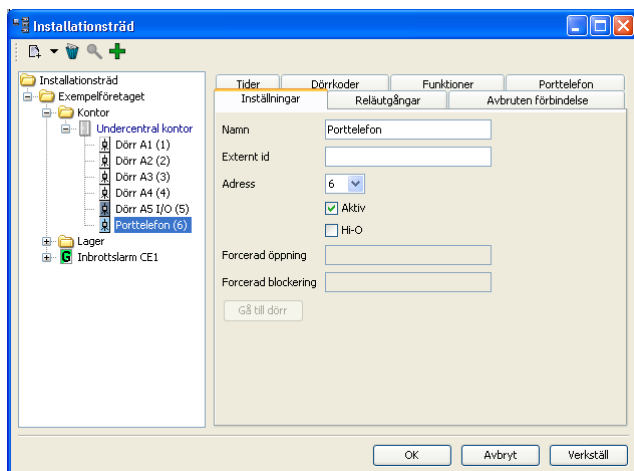 Installationsträd
Installationsträd
Exempelföretaget
Kontor
Undercentral kontor
Dörr A1 (1)
Dörr A2 (2)
Dörr A3 (3)
Dörr A4 (4)
Dörr A5 I/O (5)
Porttelefon (6)
Lager
G Inbrottslarm CE1
Tider Dörrkoder Funktioner Porttelefon
Inställningar Reläutgångar Avbruten förbindelse
Namn Porttelefon
Externt id
Adress 6
Aktiv
Hi-O
Forcerad öppning
Forcerad blockering
Gå till dörr
OK Avbryt Verkställ